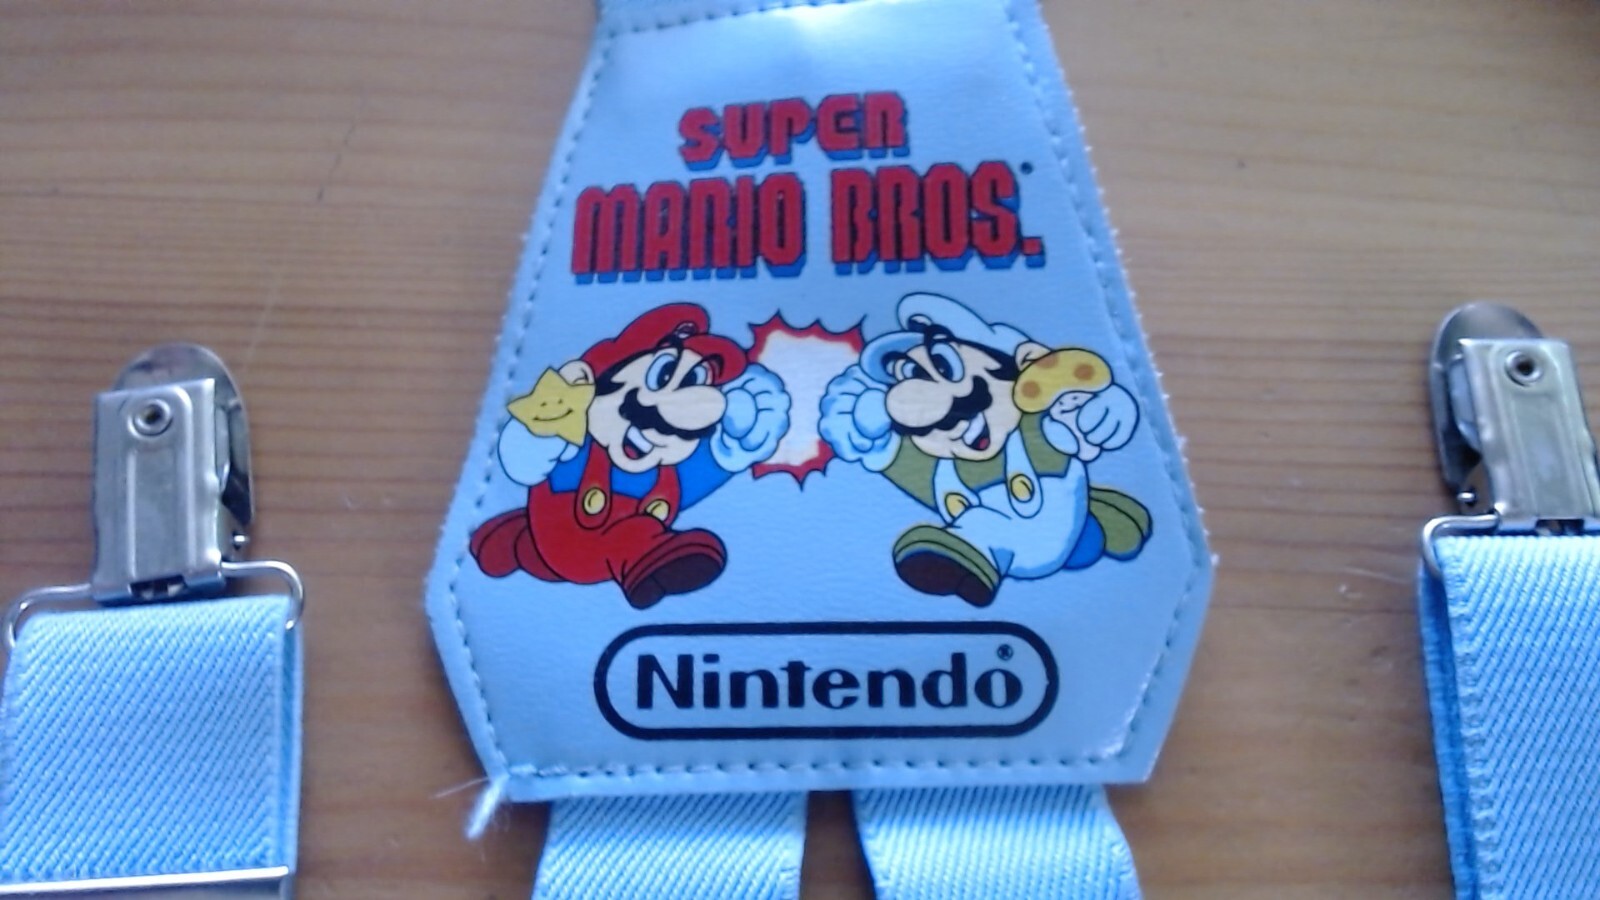 SUPER
MARIO BROS.
Nintendo®